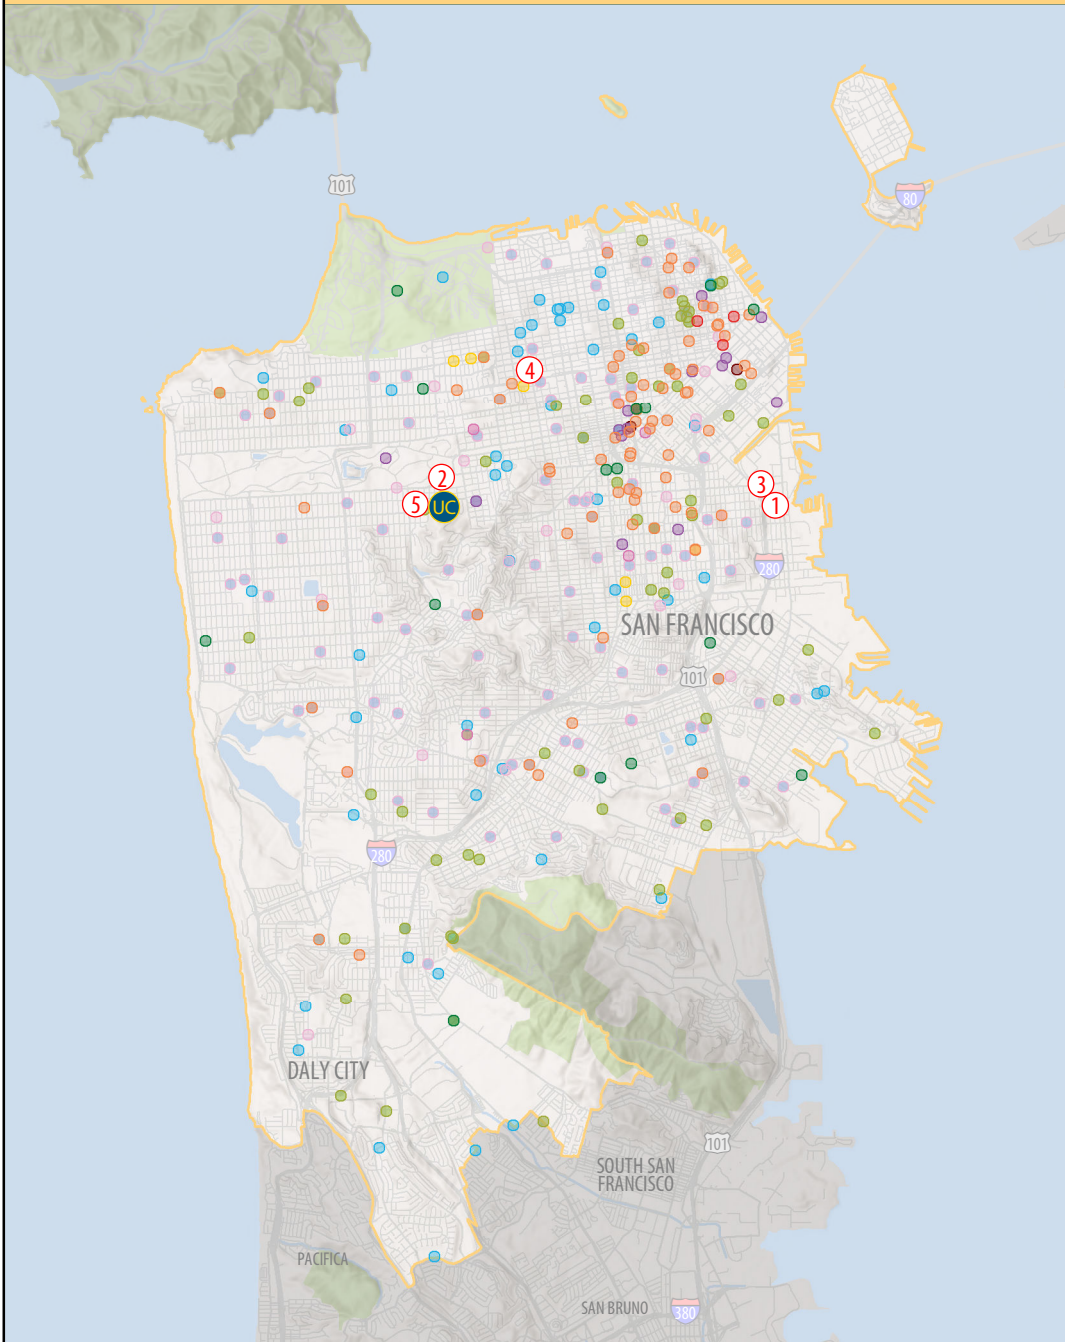 101
80
4
2
3
5
UC
1
280
SAN FRANCISCO
101
280
DALY CITY
101
SOUTH SAN
FRANCISCO
PACIFICA
SAN BRUNO
380